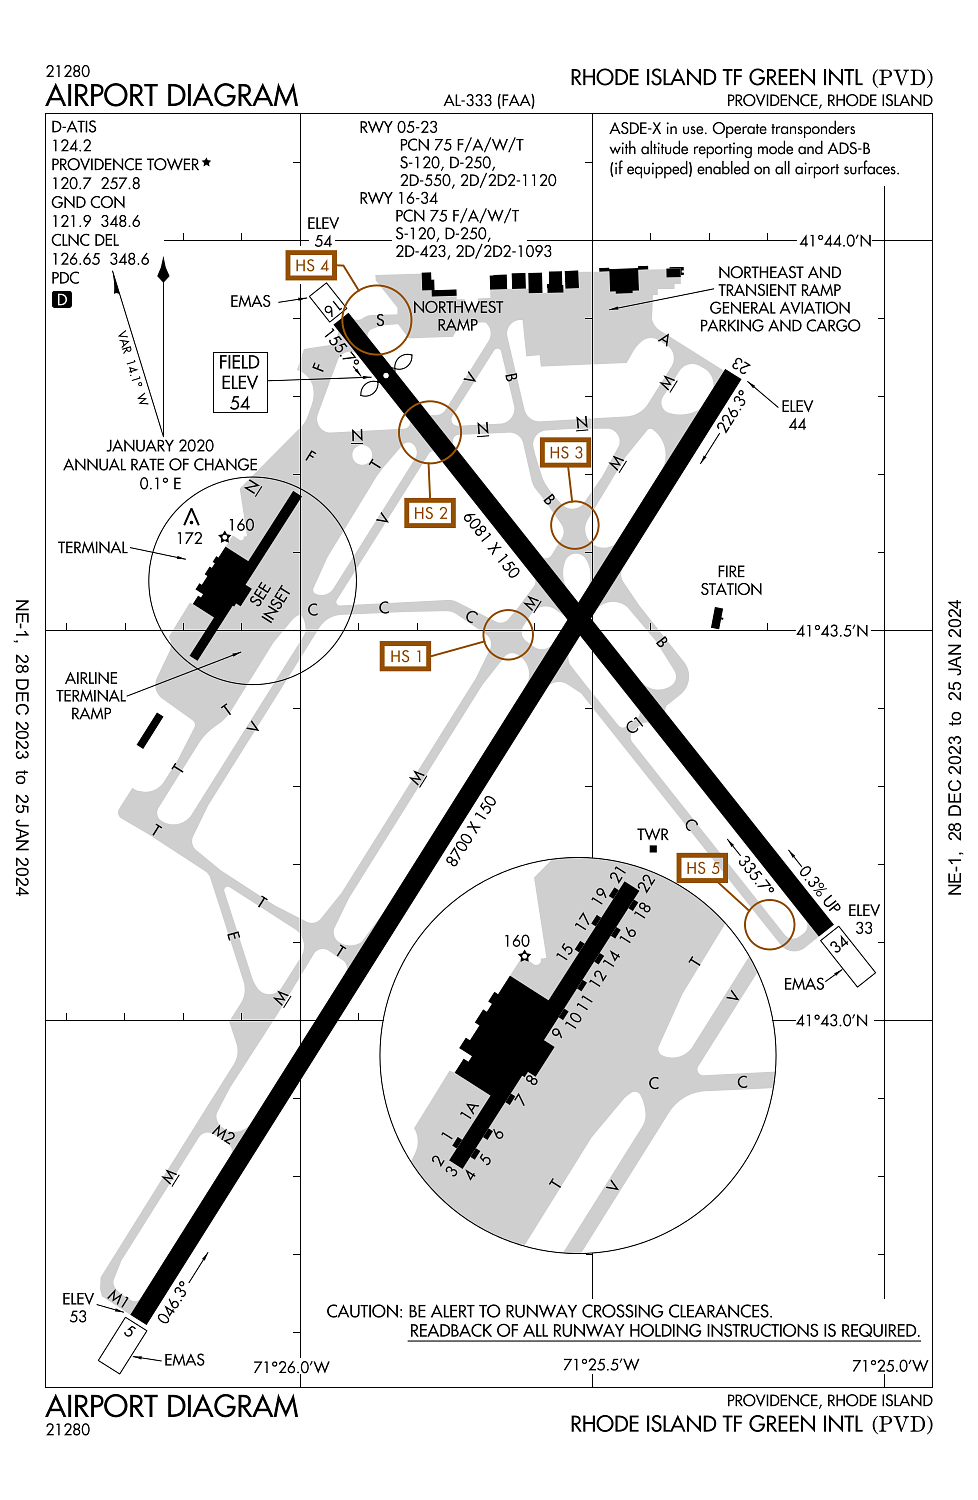 21280
AIRPORT DIAGRAM
AL-333 (FAA)
RHODE ISLAND TF GREEN INTL (PVD)
PROVIDENCE, RHODE ISLAND
D-ATIS
124.2
PROVIDENCE TOWER★
120.7 257.8
GND CON
121.9 348.6
CLNC DEL
126.65 348.6
PDC
D
RWY 05-23
PCN 75 F/A/W/T
S-120, D-250,
2D-550, 2D/2D2-1120
RWY 16-34
PCN 75 F/A/W/T
S-120, D-250,
2D-423, 2D/2D2-1093
ASDE-X in use. Operate transponders
with altitude reporting mode and ADS-B
(if equipped) enabled on all airport surfaces.
ELEV
54
41°44.0'N
HS 4
EMAS
16
S
NORTHWEST
RAMP
NORTHEAST AND
TRANSIENT RAMP
GENERAL AVIATION
PARKING AND CARGO
VAR 14.1° W
155.7°
FIELD
ELEV
54
F
V
B
A
M
23
226.3°
ELEV
44
JANUARY 2020
ANNUAL RATE OF CHANGE
0.1° E
N
N
N
F
T
M
HS 3
HS 2
N
V
B
172
160
6081 X 150
TERMINAL
SEE
INSET
FIRE
STATION
C
C
C
M
HS 1
B
41°43.5'N
AIRLINE
TERMINAL
RAMP
T
V
C1
T
M
8700 X 150
T
TWR
C
HS 5
335.7°
0.3% UP
ELEV
33
34
EMAS
T
E
T
M
21
22
19
18
17
16
15
14
12
11
10
9
160
8
7
1A
6
5
1
2
3
4
T
V
C
C
T
V
41°43.0'N
M2
M
M1
ELEV
53
046.3°
5
EMAS
CAUTION: BE ALERT TO RUNWAY CROSSING CLEARANCES.
READBACK OF ALL RUNWAY HOLDING INSTRUCTIONS IS REQUIRED.
71°26.0'W
71°25.5'W
71°25.0'W
AIRPORT DIAGRAM
21280
PROVIDENCE, RHODE ISLAND
RHODE ISLAND TF GREEN INTL (PVD)
NE-1, 28 DEC 2023 to 25 JAN 2024
NE-1, 28 DEC 2023 to 25 JAN 2024